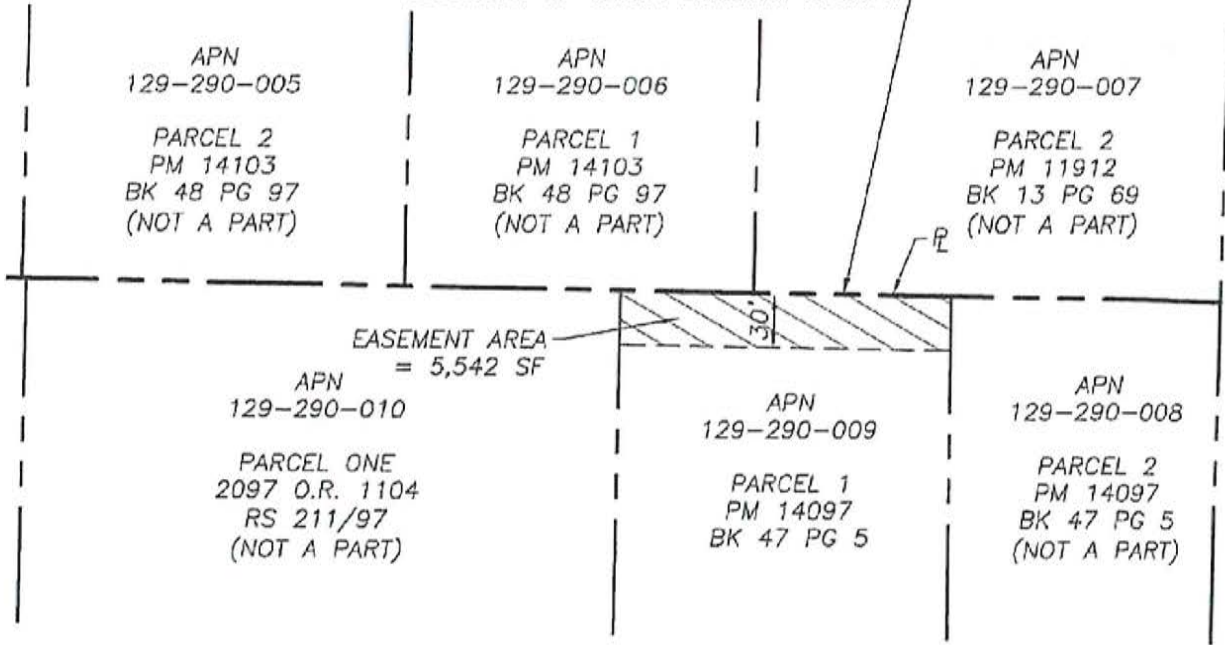 APN
129-290-005
PARCEL 2
PM 14103
BK 48 PG 97
(NOT A PART)
APN
129-290-006
PARCEL 1
PM 14103
BK 48 PG 97
(NOT A PART)
APN
129-290-007
PARCEL 2
PM 11912
BK 13 PG 69
(NOT A PART)
PL
30'
EASEMENT AREA
= 5,542 SF
APN
129-290-010
PARCEL ONE
2097 O.R. 1104
RS 211/97
(NOT A PART)
APN
129-290-009
PARCEL 1
PM 14097
BK 47 PG 5
APN
129-290-008
PARCEL 2
PM 14097
BK 47 PG 5
(NOT A PART)